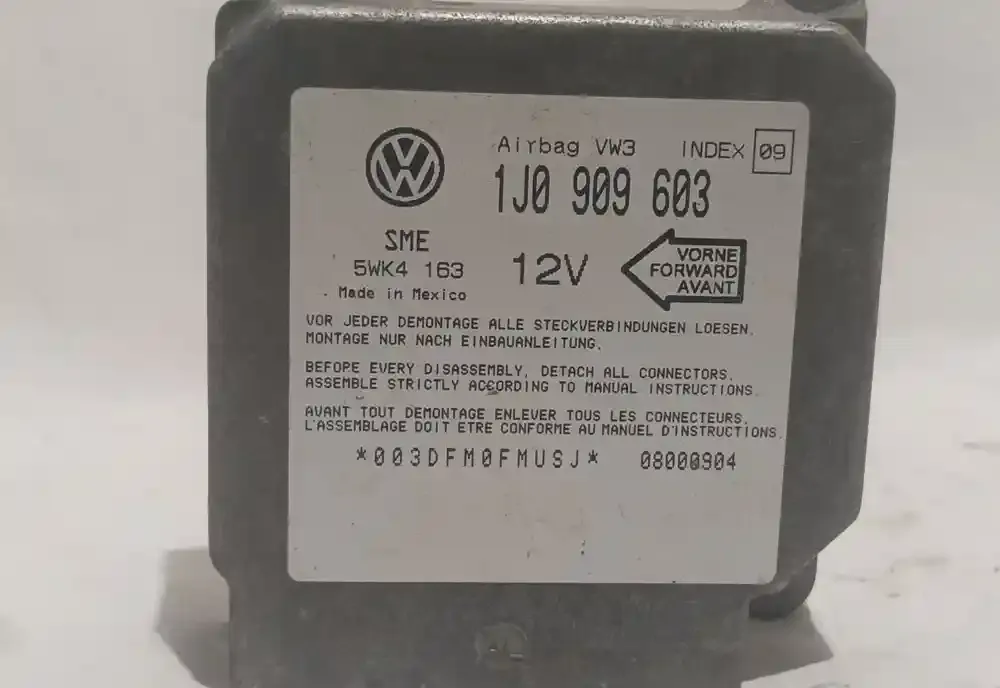 Airbag VW3 INDEX 09
1J0 909 603
SME
5WK4 163
Made in Mexico
12V
VORNE
FORWARD
AVANT
VOR JEDER DEMONTAGE ALLE STECKVERBINDUNGEN LOESEN.
MONTAGE NUR NACH EINBAUANLEITUNG.
BEFORE EVERY DISASSEMBLY, DETACH ALL CONNECTORS.
ASSEMBLE STRICTLY ACCORDING TO MANUAL INSTRUCTIONS.
AVANT TOUT DEMONTAGE ENLEVER TOUS LES CONNECTEURS.
L'ASSEMBLAGE DOIT ETRE CONFORME AU MANUEL D'INSTRUCTIONS.
*003DFM0FMUSJ* 08000904